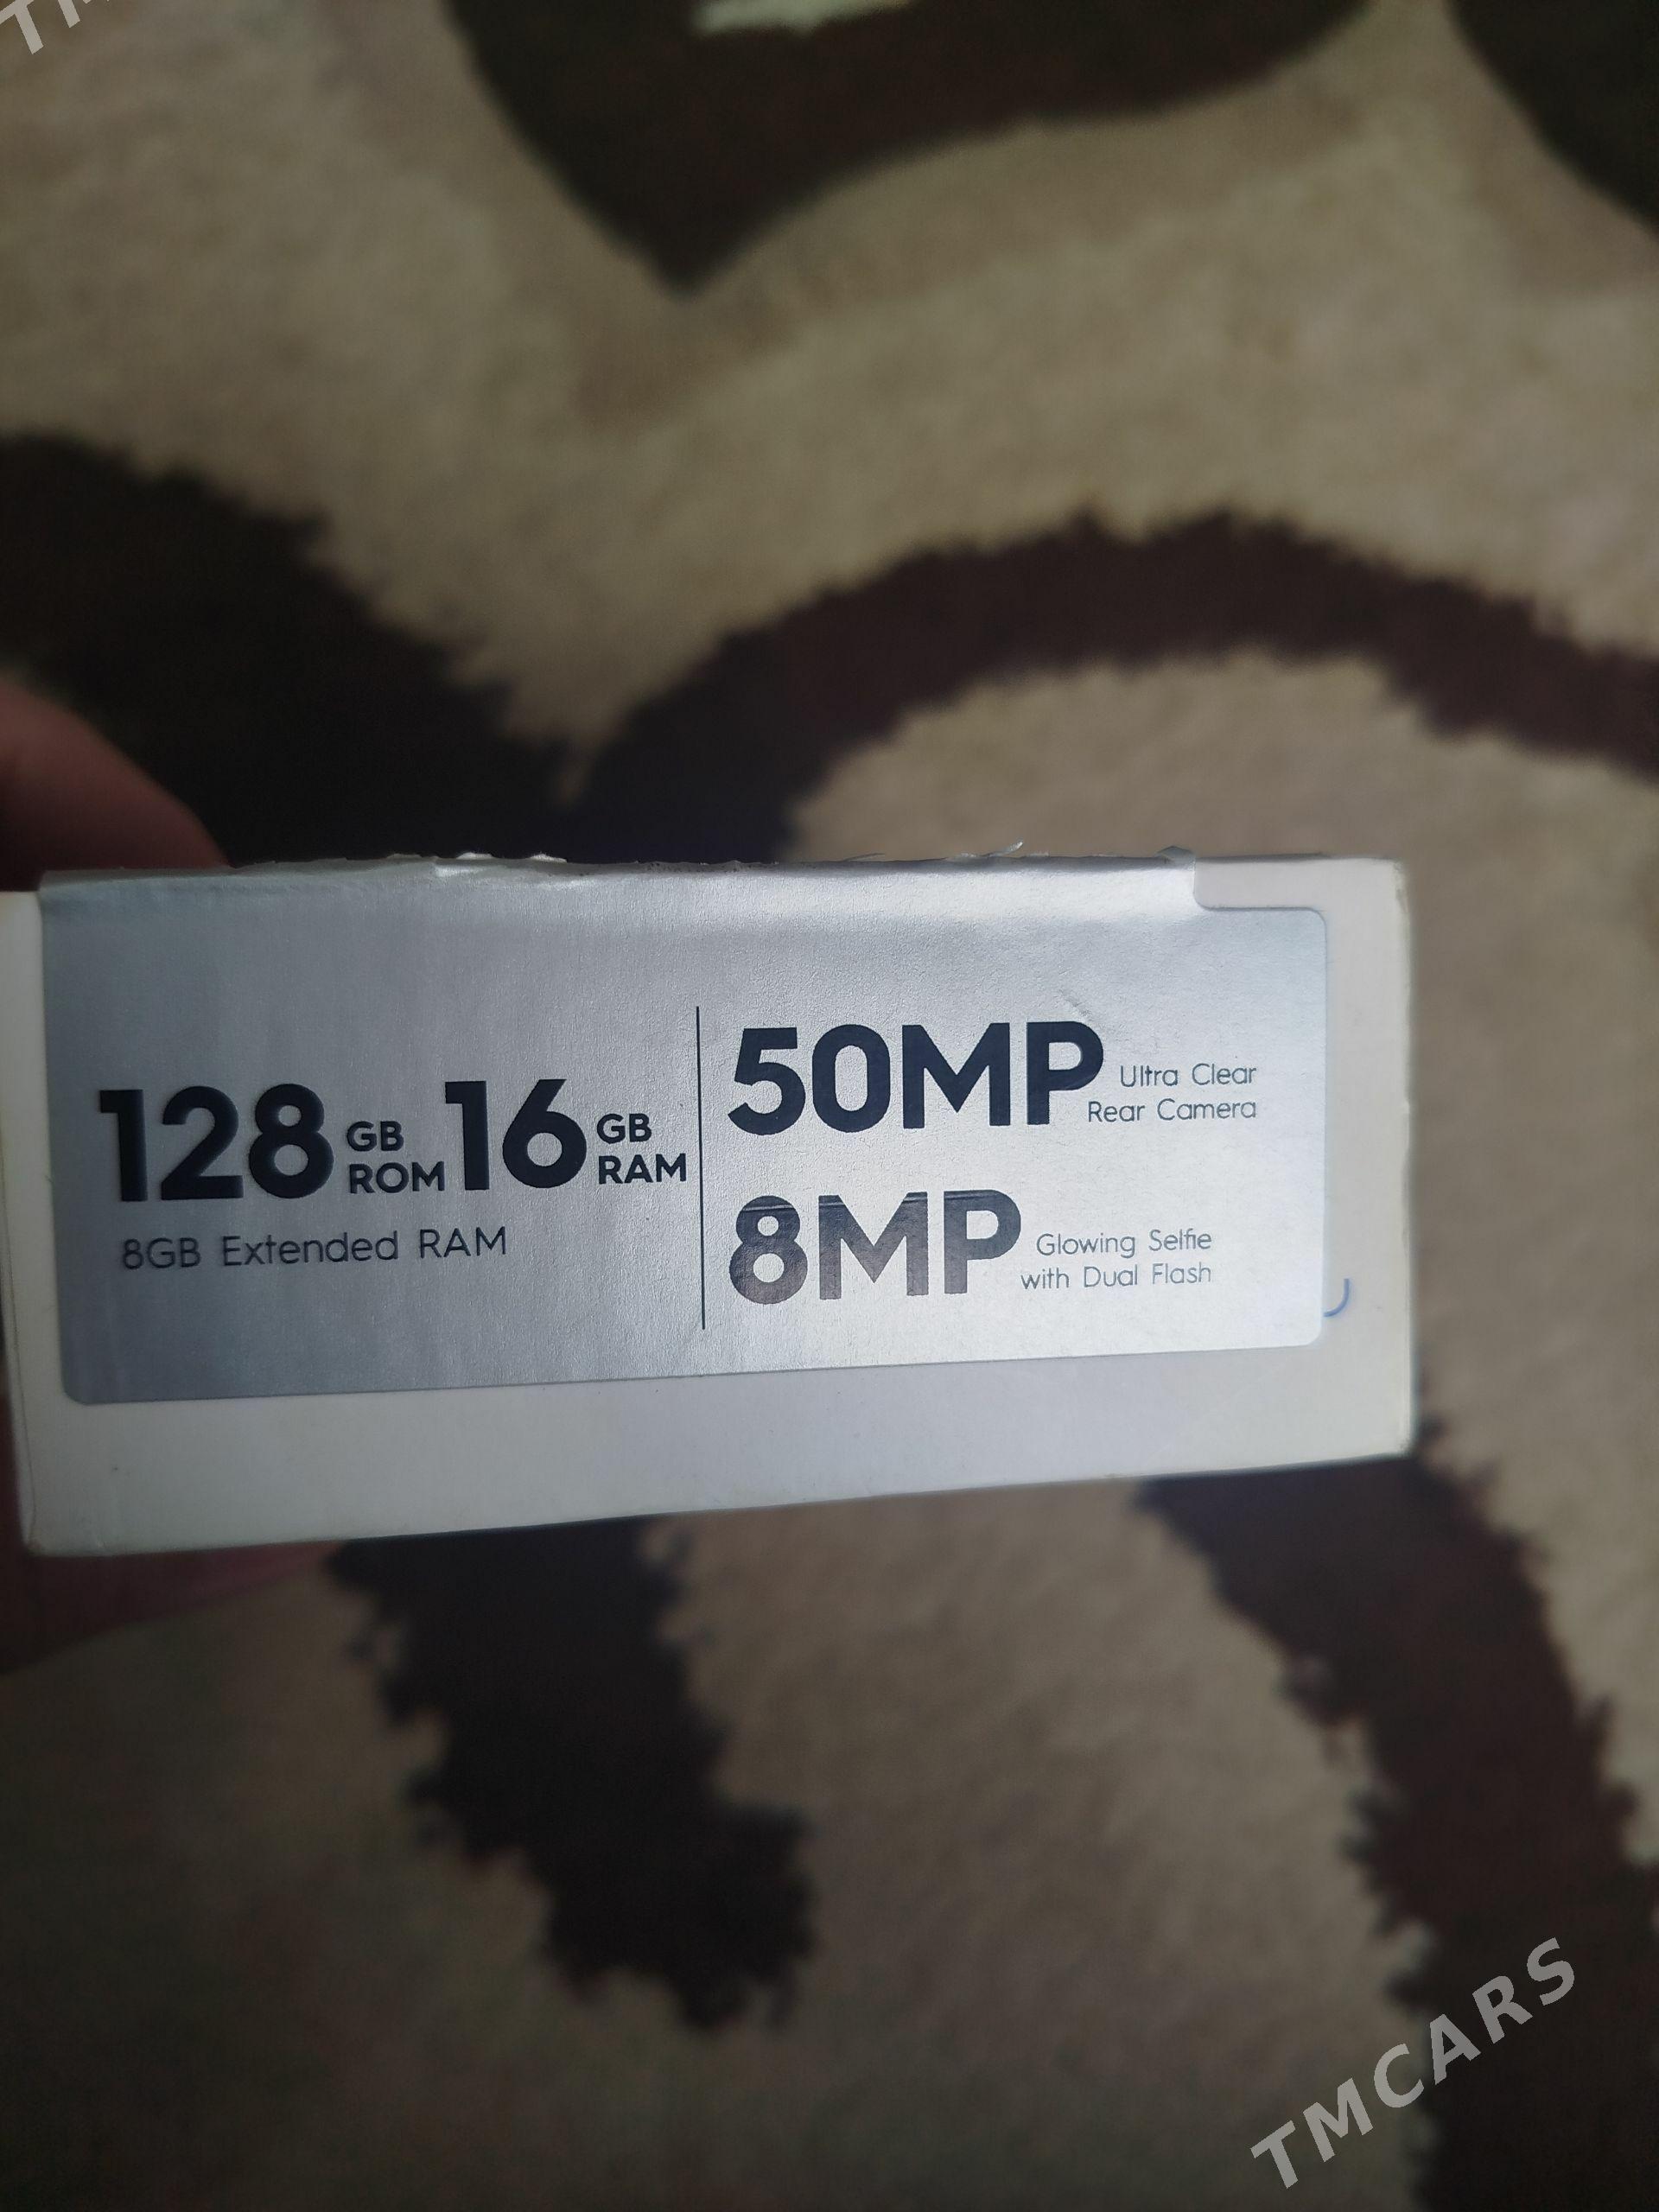 128 GB ROM 16 GB RAM
8GB Extended RAM
50MP Ultra Clear
Rear Camera
8MP Glowing Selfie
with Dual Flash
TMCARS